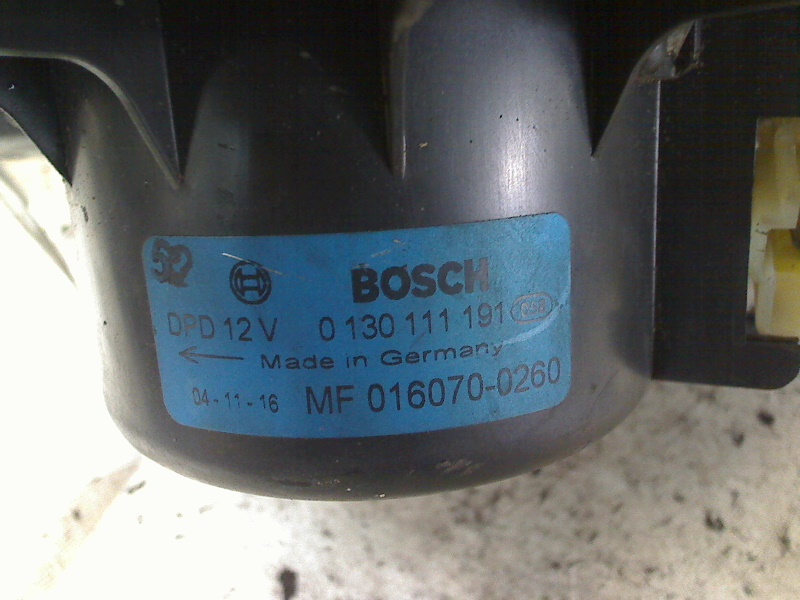 BOSCH
DPD 12 V 0 130 111 191
Made in Germany
04-11-16 MF 016070-0260